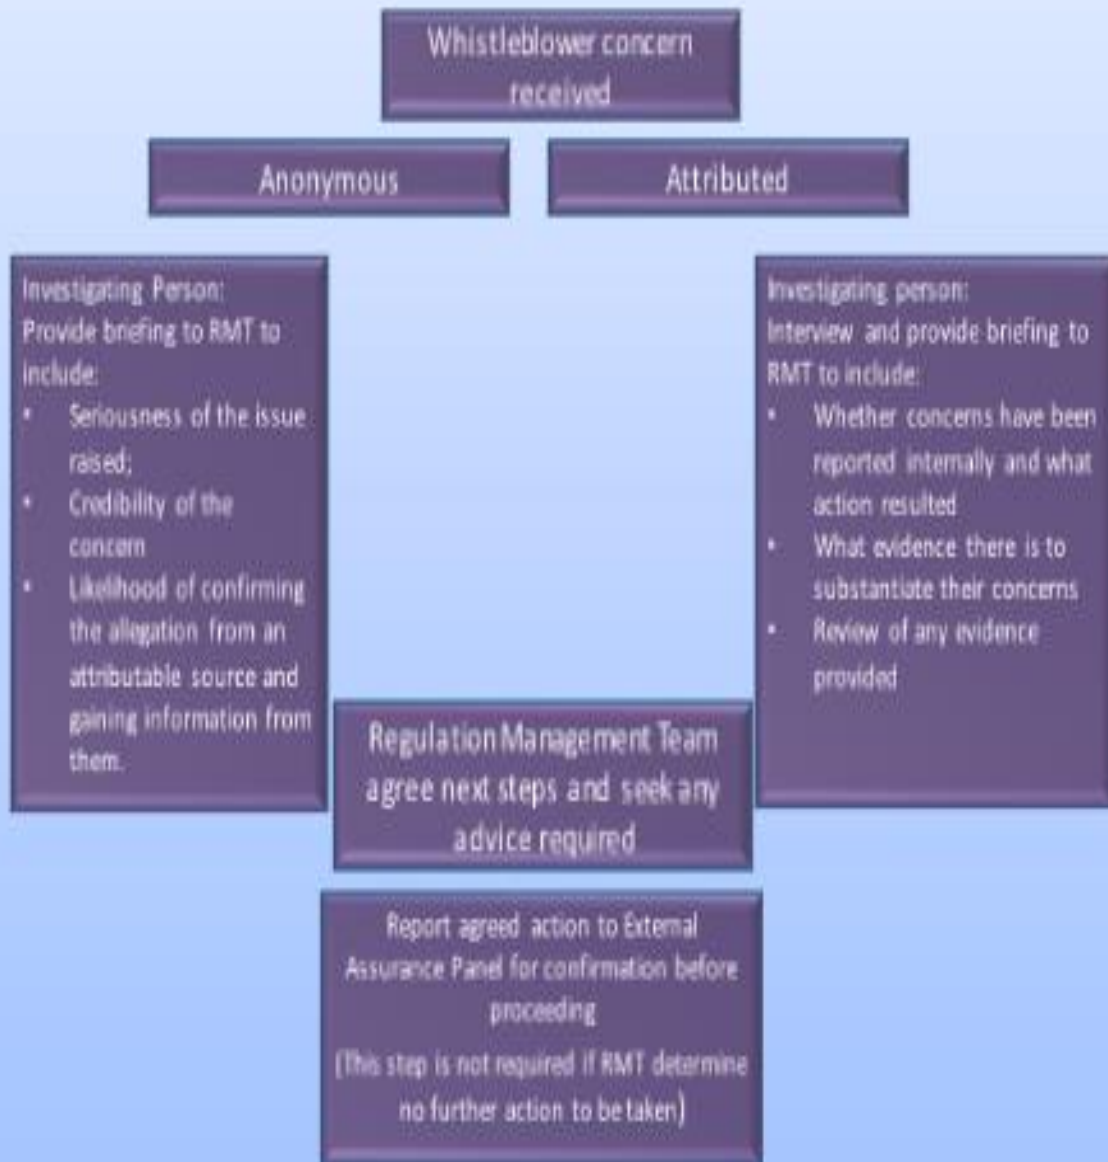 Whistleblower concern
received
Anonymous
Attributed
Investigating Person:
Provide briefing to RMT to
include:
• Seriousness of the issue
raised;
• Credibility of the
concern
• Likelihood of confirming
the allegation from an
attributable source and
gaining information from
them.
Investigating person:
Interview and provide briefing to
RMT to include:
• Whether concerns have been
reported internally and what
action resulted
• What evidence there is to
substantiate their concerns
• Review of any evidence
provided
Regulation Management Team
agree next steps and seek any
advice required
Report agreed action to External
Assurance Panel for confirmation before
proceeding
(This step is not required if RMT determine
no further action to be taken)